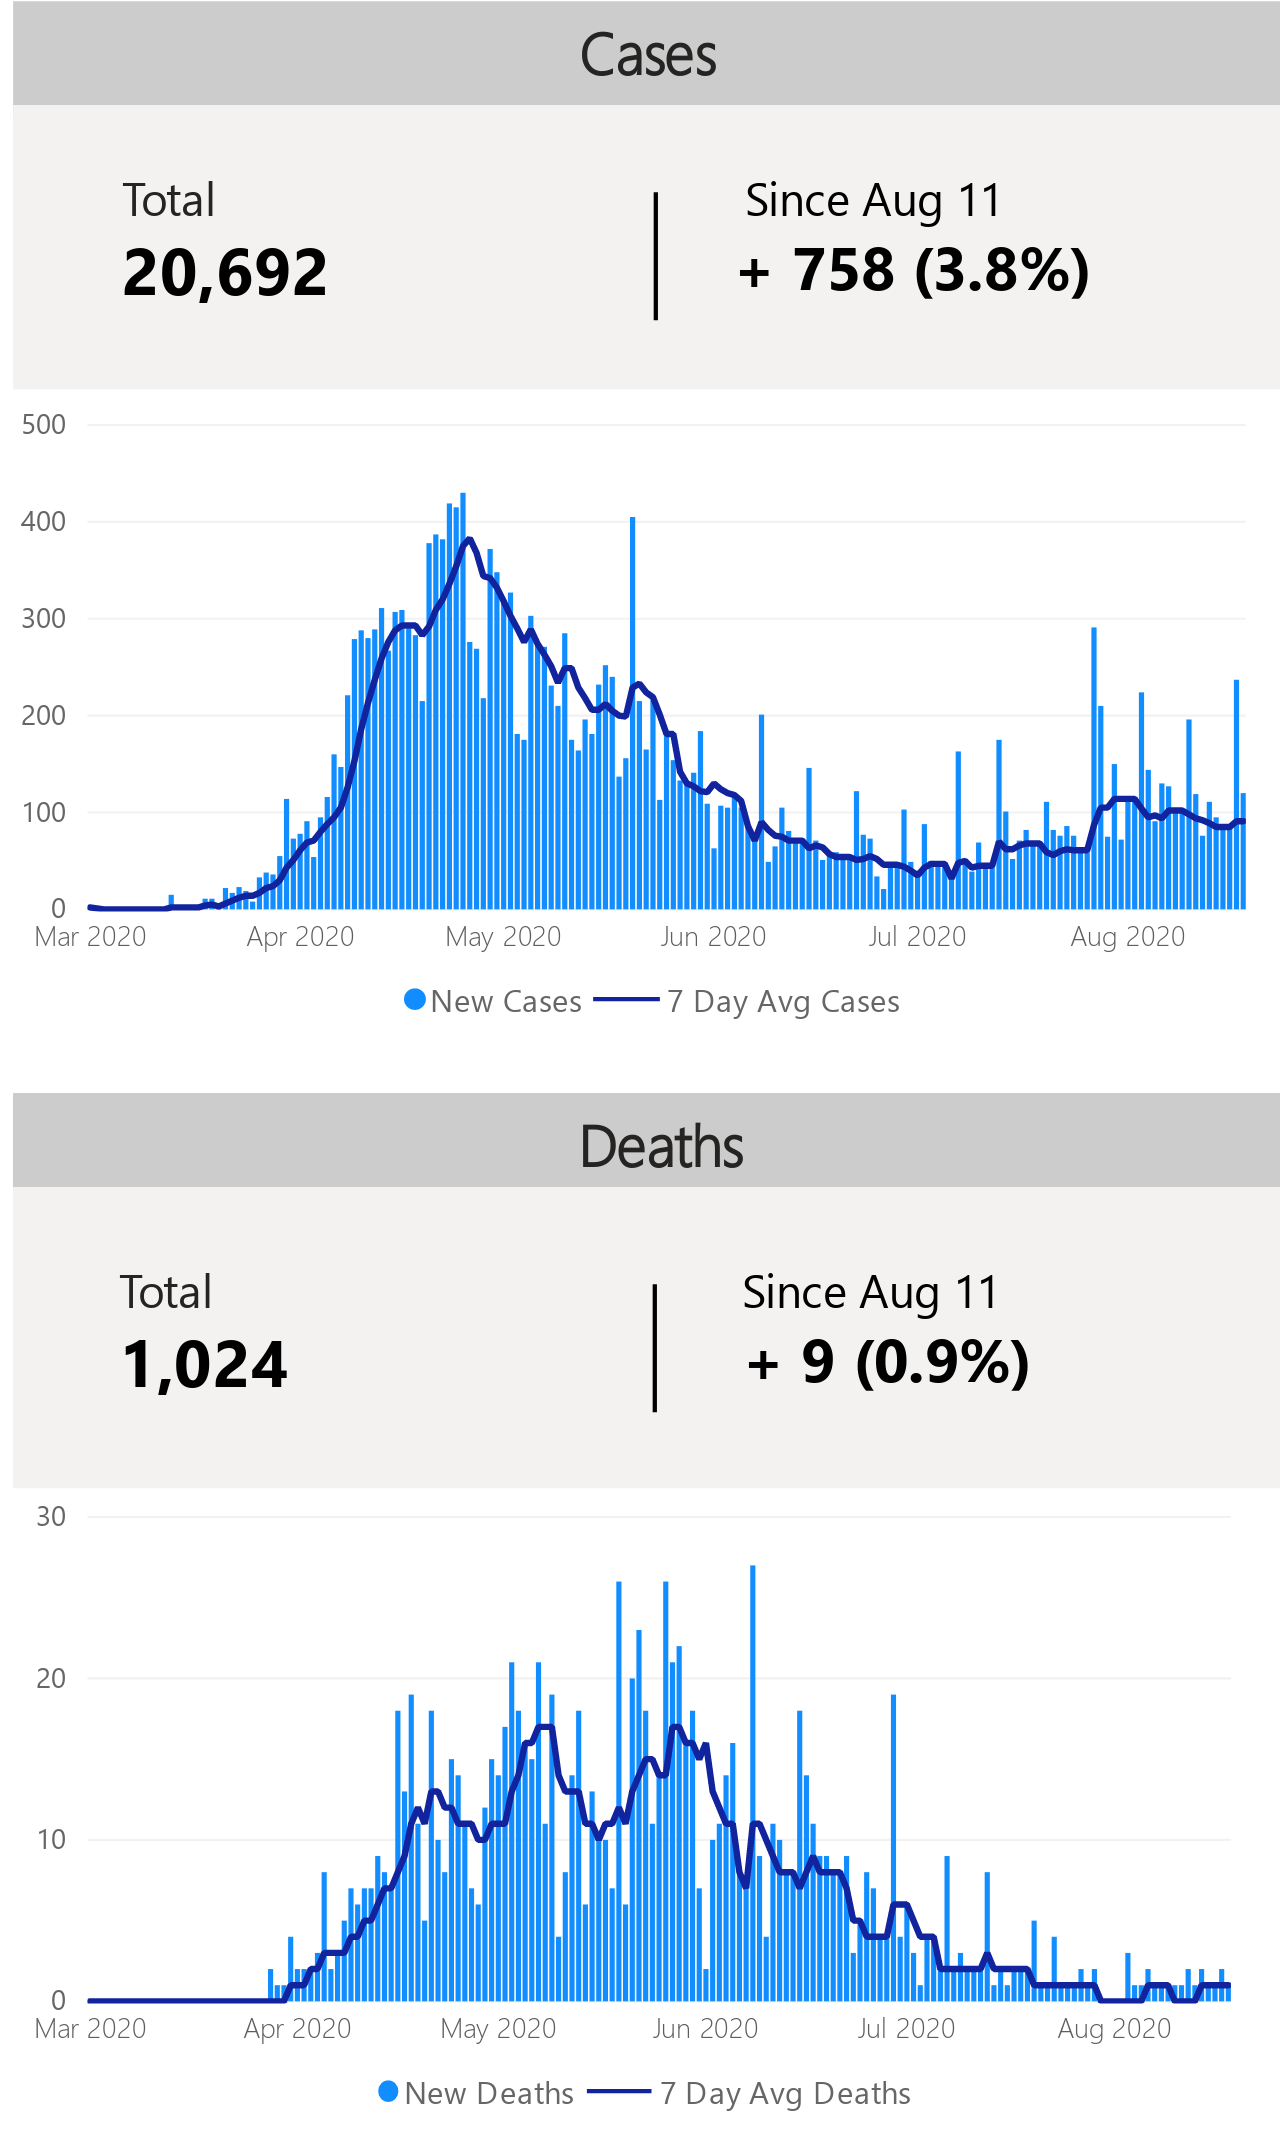 Cases
Total
Since Aug 11
20,692
+ 758 (3.8%)
500
400
300
200
100
0
Mar 2020 Apr 2020 May 2020 Jun 2020 Jul 2020 Aug 2020
New Cases 7 Day Avg Cases
Deaths
Total
Since Aug 11
1,024
+ 9 (0.9%)
30
20
10
0
Mar 2020 Apr 2020 May 2020 Jun 2020 Jul 2020 Aug 2020
New Deaths 7 Day Avg Deaths